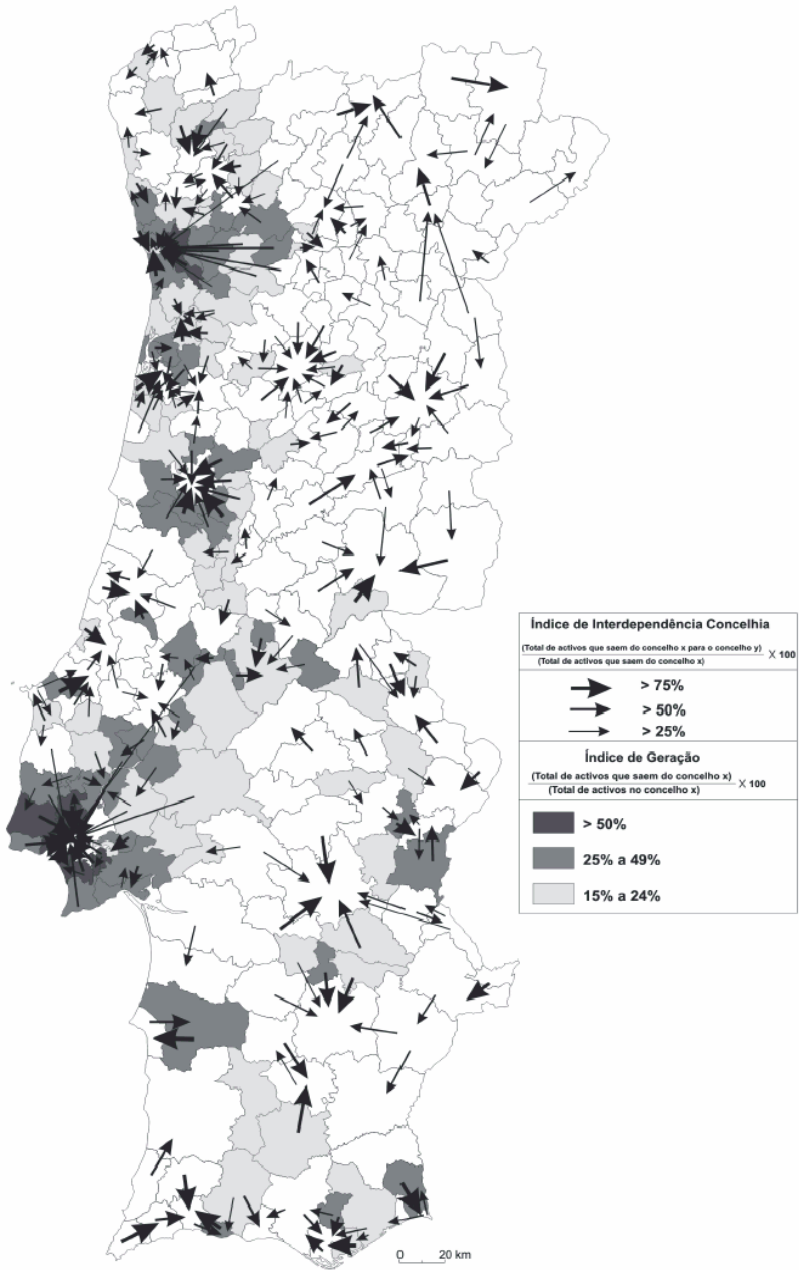 Índice de Interdependência Concelhia
(Total de activos que saem do concelho x para o concelho y)
(Total de activos que saem do concelho x)
X 100
> 75%
> 50%
> 25%
Índice de Geração
(Total de activos que saem do concelho x)
(Total de activos no concelho x)
X 100
> 50%
25% a 49%
15% a 24%
0 20 km